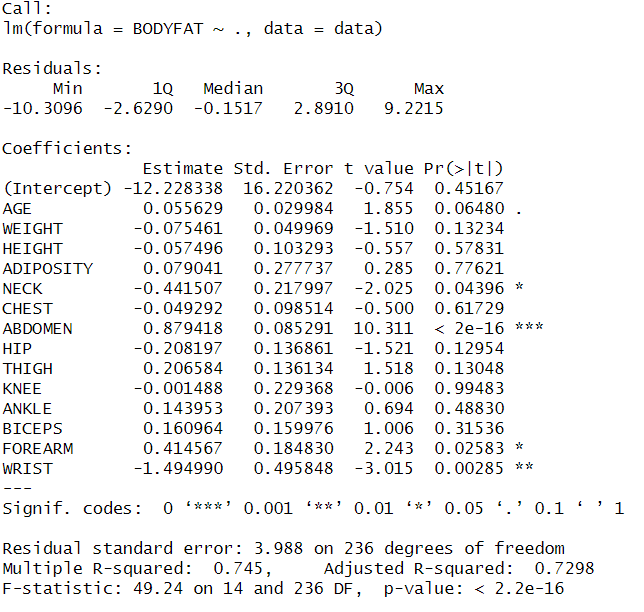 Call:
lm(formula = BODYFAT ~ ., data = data)
Residuals:
Min 1Q Median 3Q Max
-10.3096 -2.6290 -0.1517 2.8910 9.2215
Coefficients:
Estimate Std. Error t value Pr(>|t|)
(Intercept) -12.228338 16.220362 -0.754 0.45167
AGE 0.055629 0.029984 1.855 0.06480 .
WEIGHT -0.075461 0.049969 -1.510 0.13234
HEIGHT -0.057496 0.103293 -0.557 0.57831
ADIPOSITY 0.079041 0.277737 0.285 0.77621
NECK -0.441507 0.217997 -2.025 0.04396 *
CHEST -0.049292 0.098514 -0.500 0.61729
ABDOMEN 0.879418 0.085291 10.311 < 2e-16 ***
HIP -0.208197 0.136861 -1.521 0.12954
THIGH 0.206584 0.136134 1.518 0.13048
KNEE -0.001488 0.229368 -0.006 0.99483
ANKLE 0.143953 0.207393 0.694 0.48830
BICEPS 0.160964 0.159976 1.006 0.31536
FOREARM 0.414567 0.184830 2.243 0.02583 *
WRIST -1.494990 0.495848 -3.015 0.00285 **
---
Signif. codes: 0 ‘***’ 0.001 ‘**’ 0.01 ‘*’ 0.05 ‘.’ 0.1 ‘ ’ 1
Residual standard error: 3.988 on 236 degrees of freedom
Multiple R-squared: 0.745, Adjusted R-squared: 0.7298
F-statistic: 49.24 on 14 and 236 DF, p-value: < 2.2e-16